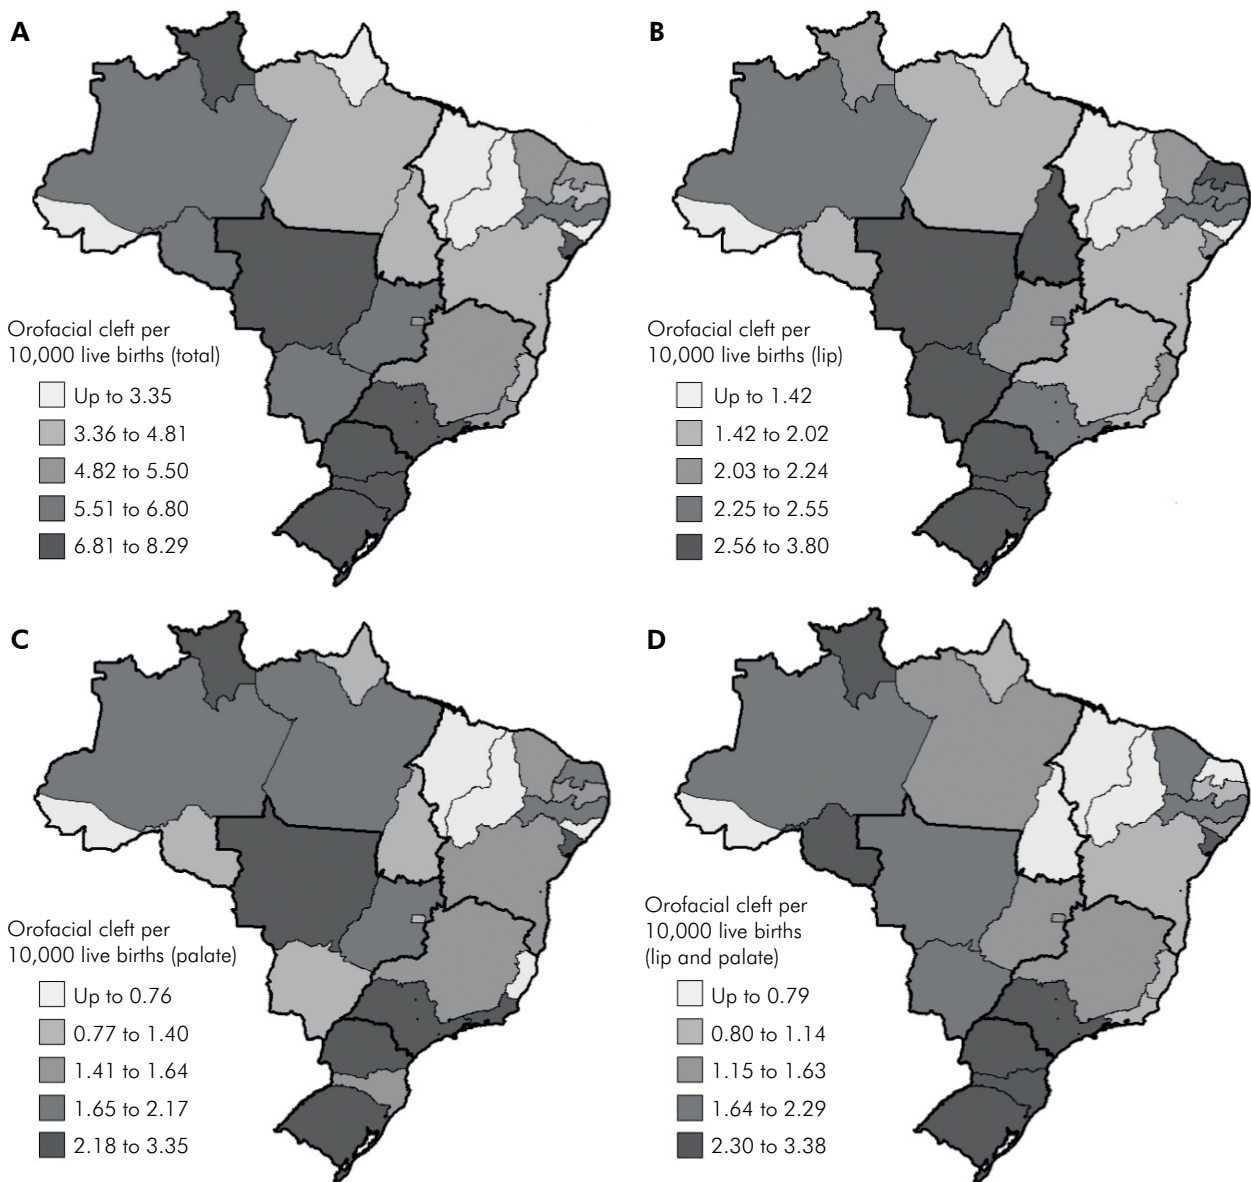 A
Orofacial cleft per
10,000 live births (total)
Up to 3.35
3.36 to 4.81
4.82 to 5.50
5.51 to 6.80
6.81 to 8.29
B
Orofacial cleft per
10,000 live births (lip)
Up to 1.42
1.42 to 2.02
2.03 to 2.24
2.25 to 2.55
2.56 to 3.80
C
Orofacial cleft per
10,000 live births (palate)
Up to 0.76
0.77 to 1.40
1.41 to 1.64
1.65 to 2.17
2.18 to 3.35
D
Orofacial cleft per
10,000 live births
(lip and palate)
Up to 0.79
0.80 to 1.14
1.15 to 1.63
1.64 to 2.29
2.30 to 3.38